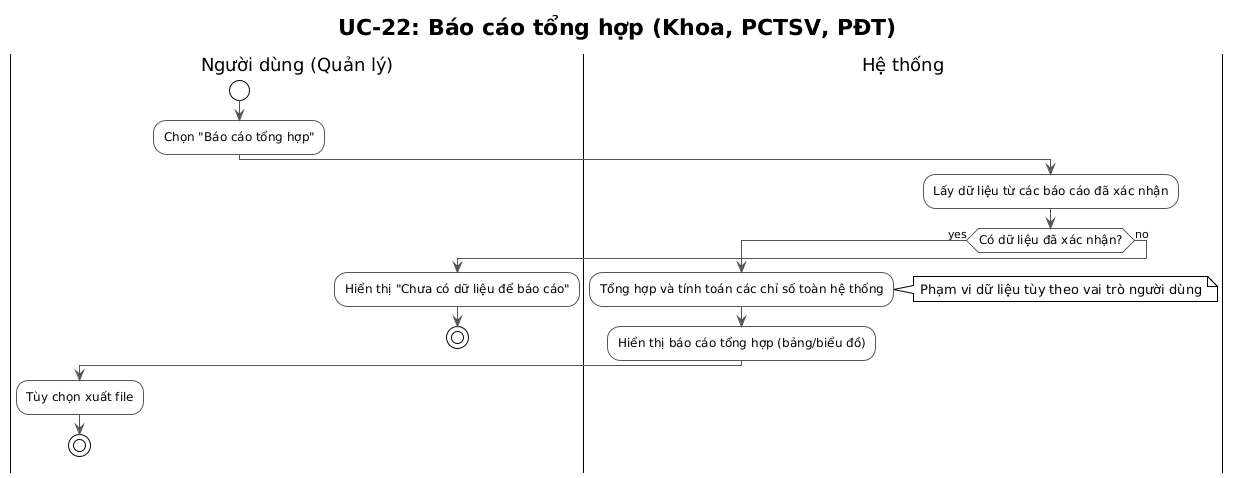 UC-22: Báo cáo tổng hợp (Khoa, PCTSV, PĐT)
Người dùng (Quản lý)
Hệ thống
Chọn "Báo cáo tổng hợp"
Lấy dữ liệu từ các báo cáo đã xác nhận
yes
Có dữ liệu đã xác nhận?
no
Hiển thị "Chưa có dữ liệu để báo cáo"
Tổng hợp và tính toán các chỉ số toàn hệ thống
Phạm vi dữ liệu tùy theo vai trò người dùng
Hiển thị báo cáo tổng hợp (bảng/biểu đồ)
Tùy chọn xuất file